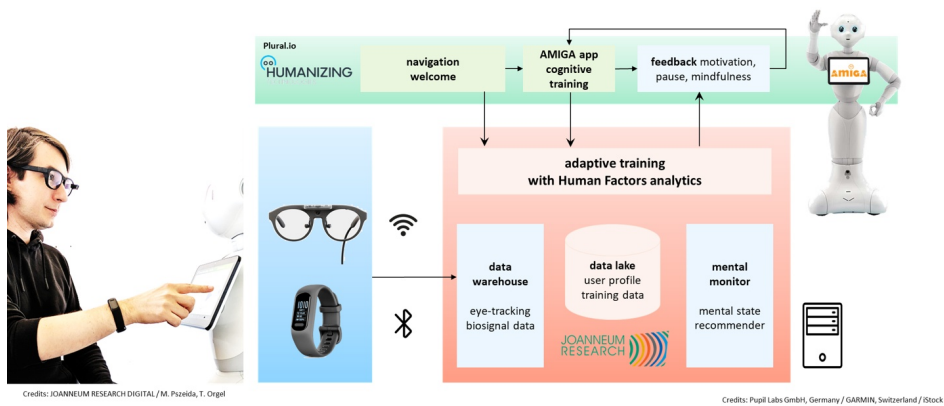 Plural.io
HUMANIZING
navigation
welcome
AMIGA app
cognitive
training
feedback motivation,
pause, mindfulness
AMIGA
adaptive training
with Human Factors analytics
data
warehouse
eye-tracking
biosignal data
data lake
user profile
training data
JOANNEUM
RESEARCH
mental
monitor
mental state
recommender
Credits: JOANNEUM RESEARCH DIGITAL / M. Pszeida, T. Orgel
Credits: Pupil Labs GmbH, Germany / GARMIN, Switzerland / iStock